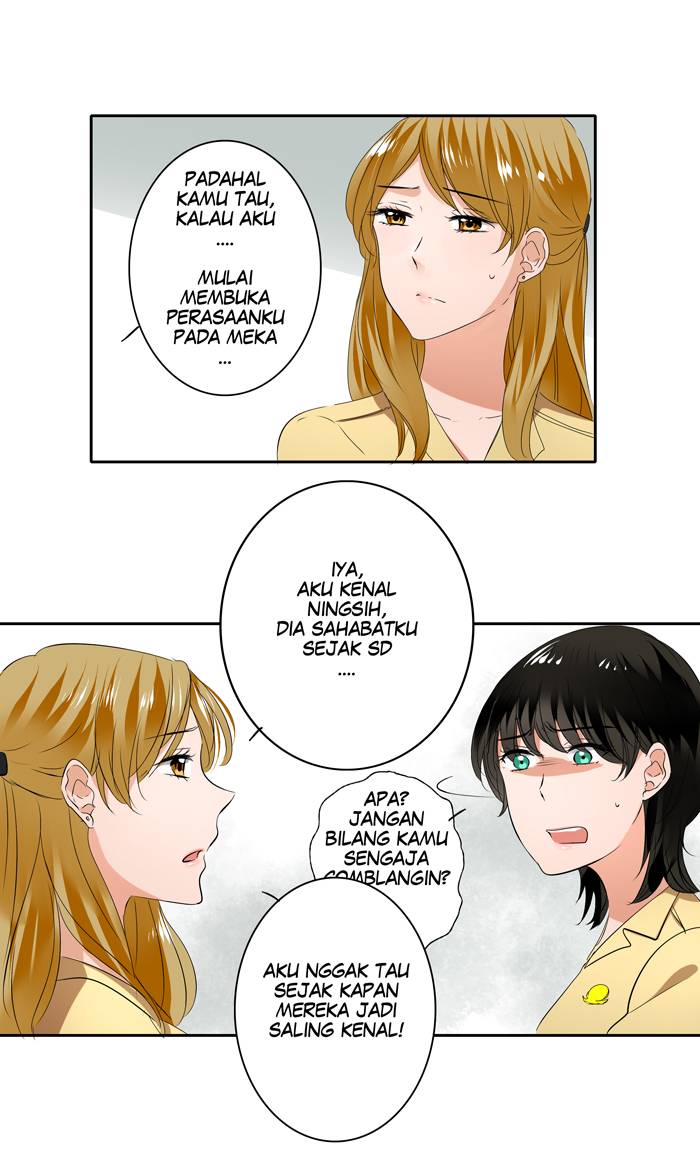 PADAHAL
KAMU TAU,
KALAU AKU
....
MULAI
MEMBUKA
PERASAANKU
PADA MEKA
...
IYA,
AKU KENAL
NINGSIH,
DIA SAHABATKU
SEJAK SD
....
APA?
JANGAN
BILANG KAMU
SENGAJA
COMBLANGIN?
AKU NGGAK TAU
SEJAK KAPAN
MEREKA JADI
SALING KENAL!